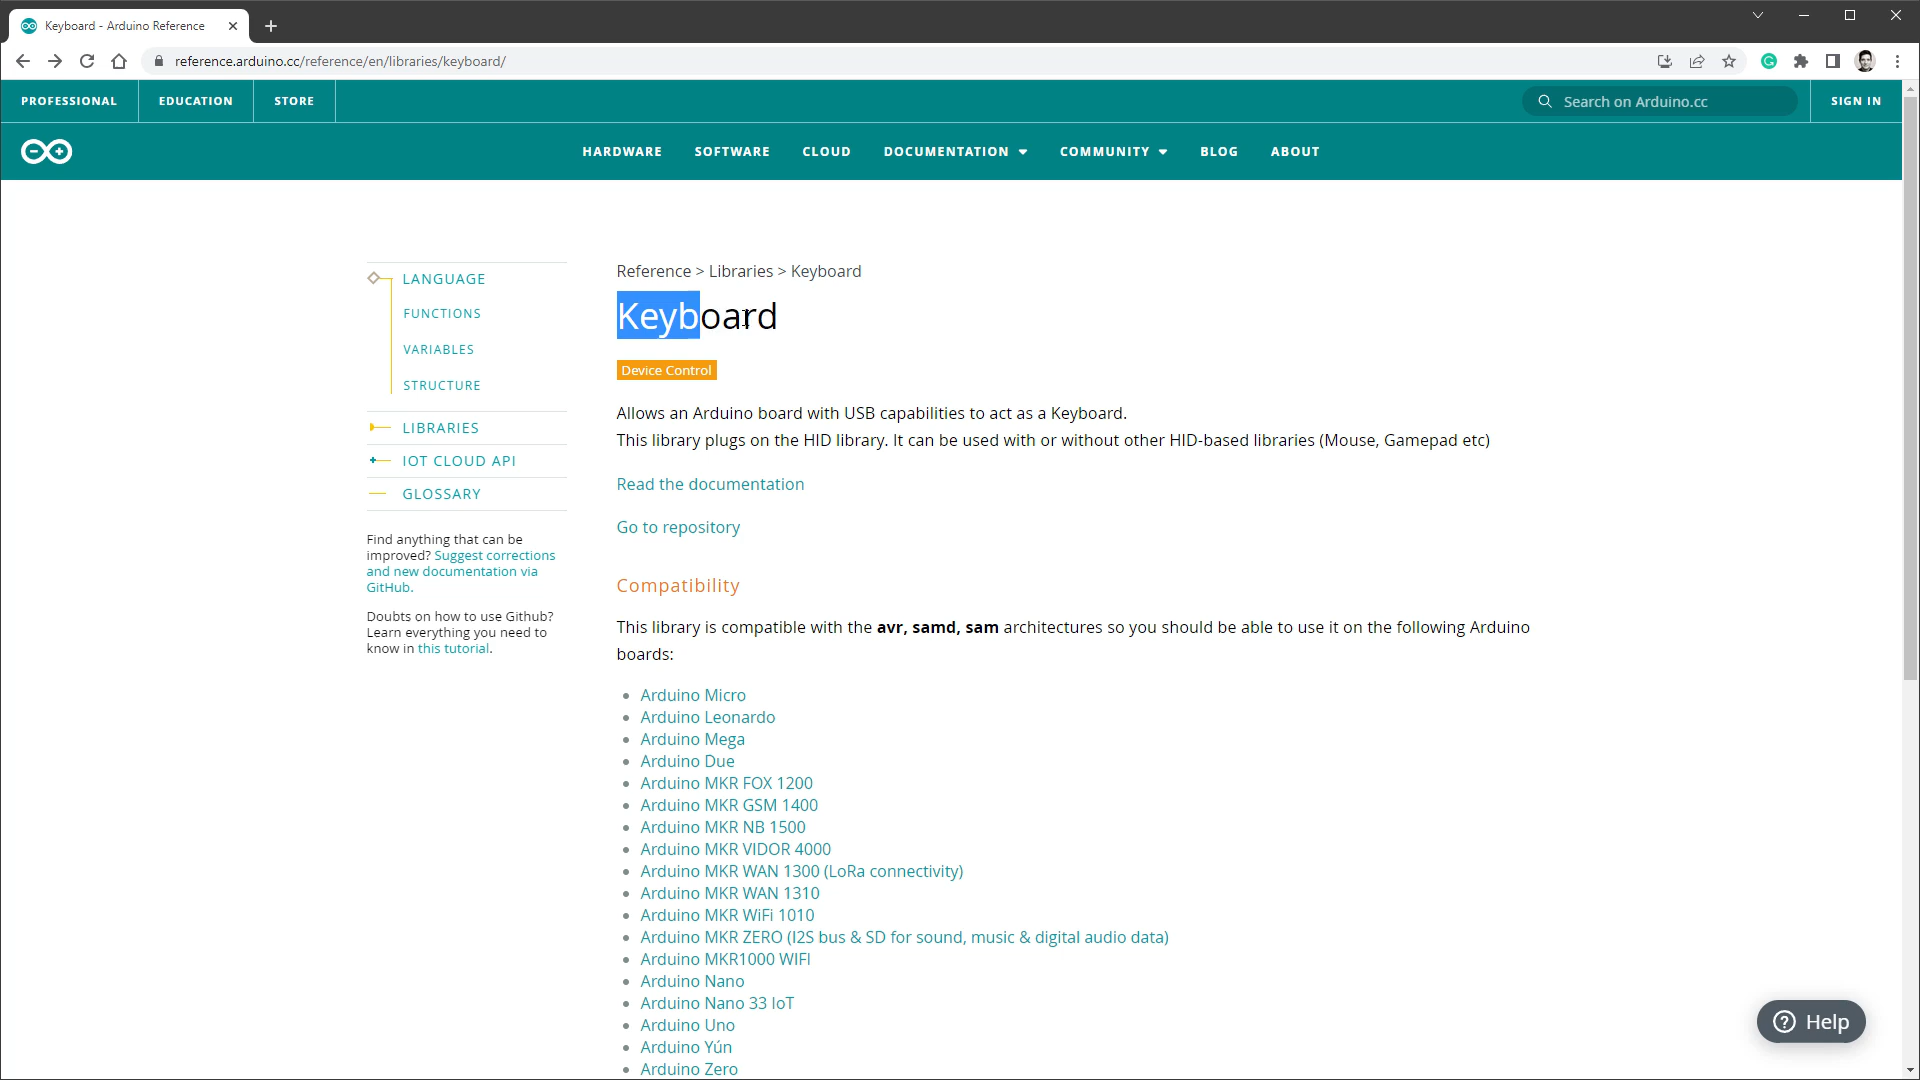 Keyboard - Arduino Reference
reference.arduino.cc/reference/en/libraries/keyboard/
PROFESSIONAL
EDUCATION
STORE
Search on Arduino.cc
SIGN IN
HARDWARE
SOFTWARE
CLOUD
DOCUMENTATION
COMMUNITY
BLOG
ABOUT
LANGUAGE
FUNCTIONS
VARIABLES
STRUCTURE
LIBRARIES
IOT CLOUD API
GLOSSARY
Find anything that can be
improved? Suggest corrections
and new documentation via
GitHub.
Doubts on how to use Github?
Learn everything you need to
know in this tutorial.
Reference > Libraries > Keyboard
Keyboard
Device Control
Allows an Arduino board with USB capabilities to act as a Keyboard.
This library plugs on the HID library. It can be used with or without other HID-based libraries (Mouse, Gamepad etc)
Read the documentation
Go to repository
Compatibility
This library is compatible with the avr, samd, sam architectures so you should be able to use it on the following Arduino
boards:
Arduino Micro
Arduino Leonardo
Arduino Mega
Arduino Due
Arduino MKR FOX 1200
Arduino MKR GSM 1400
Arduino MKR NB 1500
Arduino MKR VIDOR 4000
Arduino MKR WAN 1300 (LoRa connectivity)
Arduino MKR WAN 1310
Arduino MKR WiFi 1010
Arduino MKR ZERO (I2S bus & SD for sound, music & digital audio data)
Arduino MKR1000 WIFI
Arduino Nano
Arduino Nano 33 IoT
Arduino Uno
Arduino Yún
Arduino Zero
Help